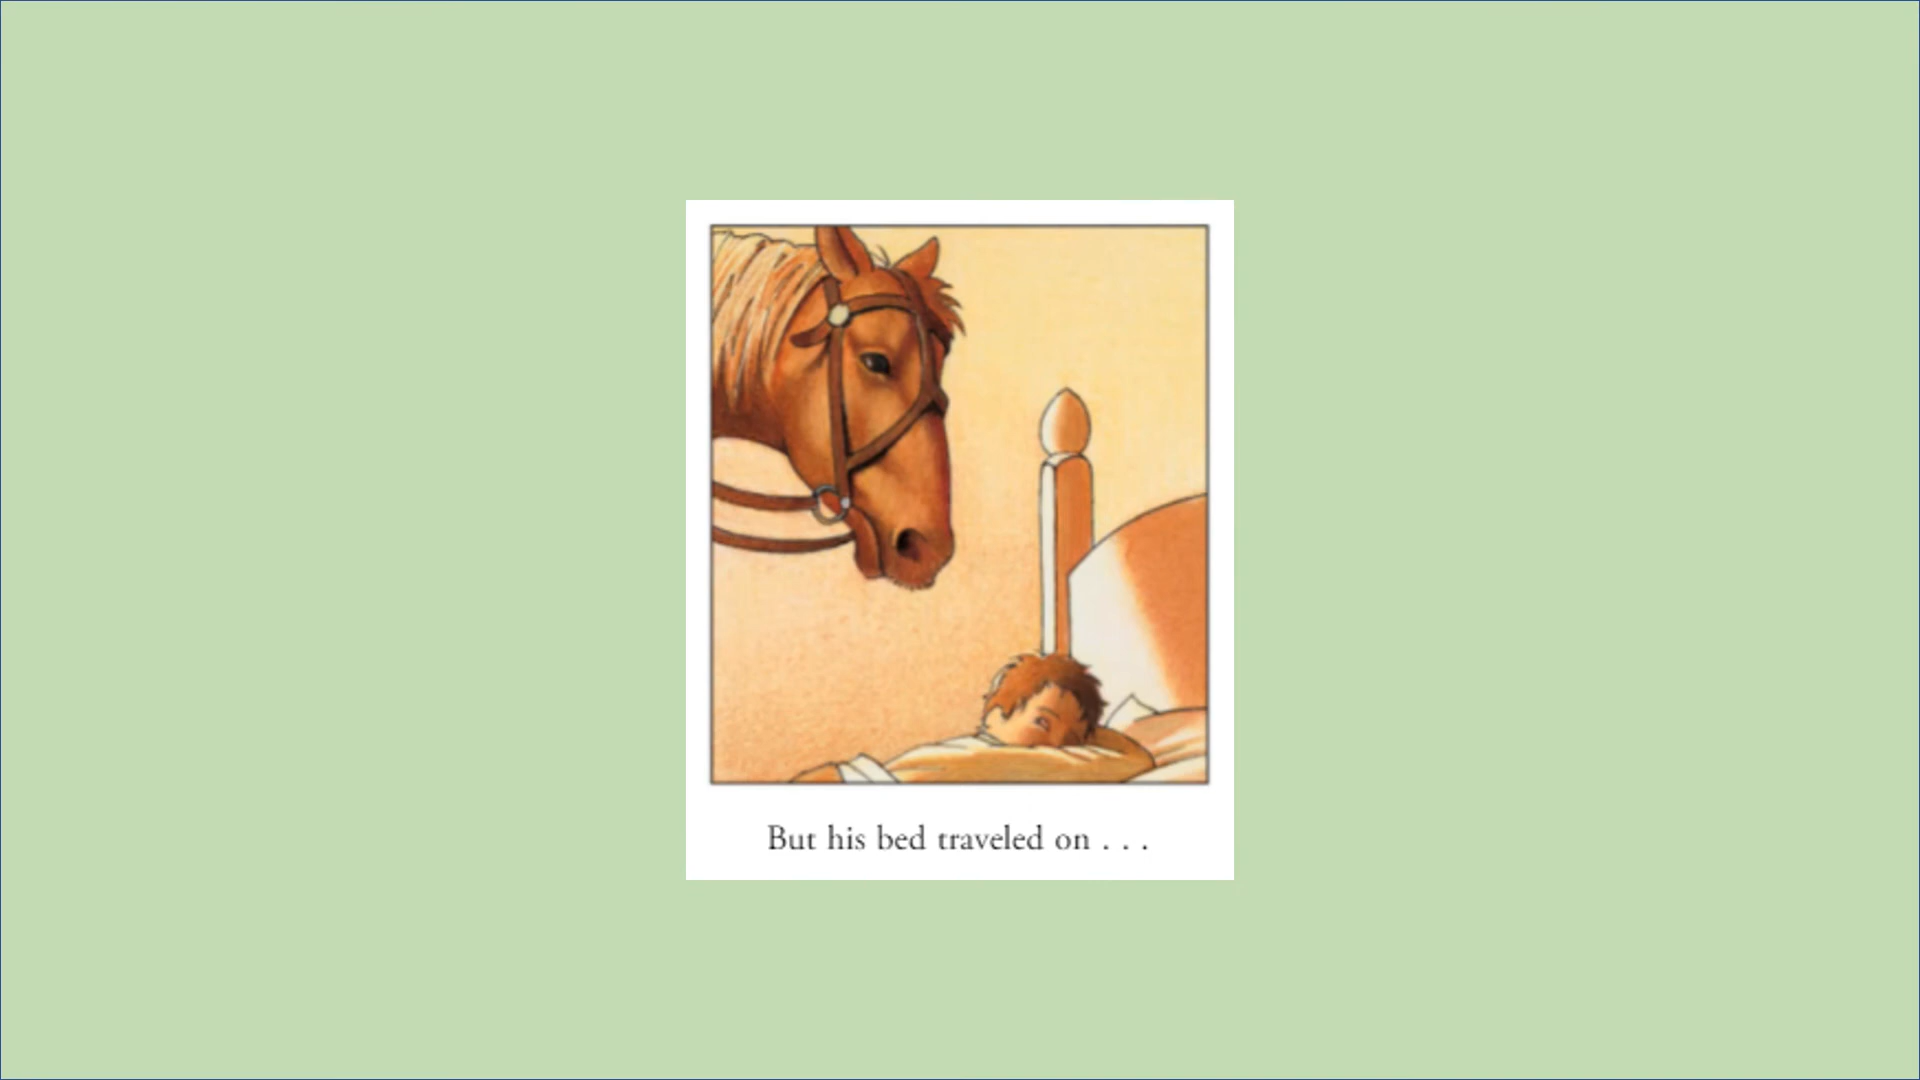 But his bed traveled on . . .